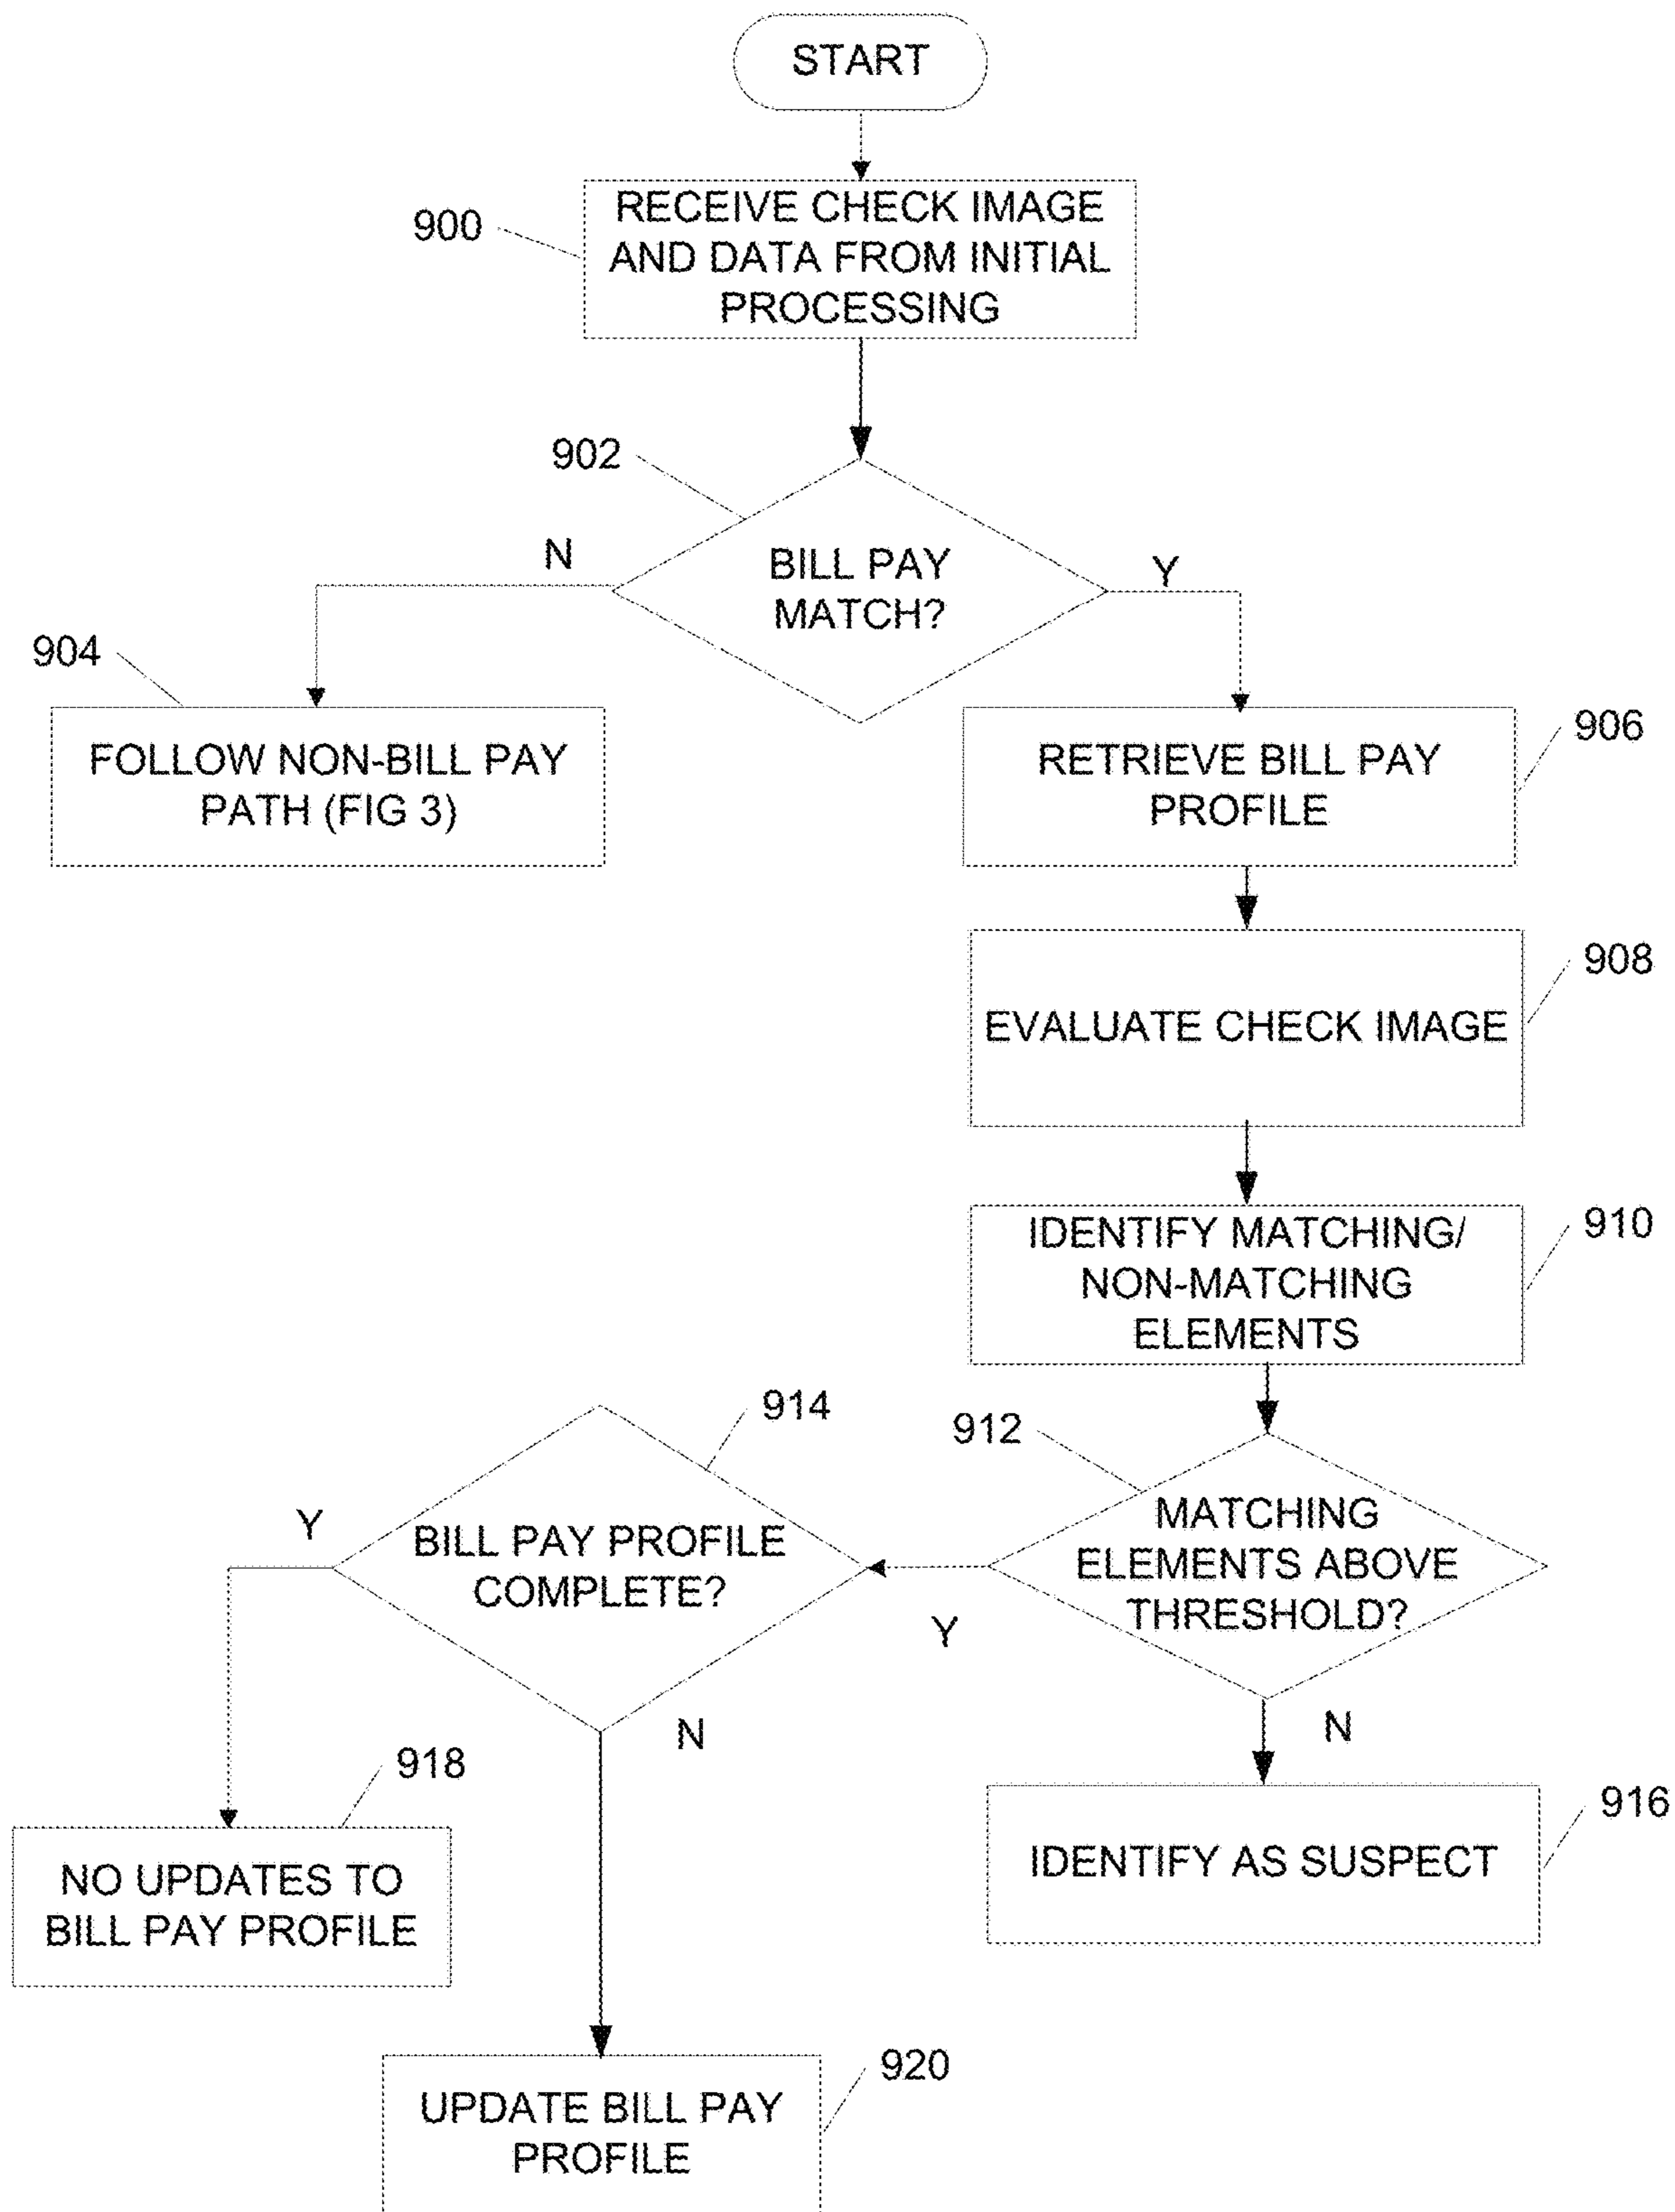 START
900
RECEIVE CHECK IMAGE
AND DATA FROM INITIAL
PROCESSING
902
BILL PAY
MATCH?
N
Y
904
FOLLOW NON-BILL PAY
PATH (FIG 3)
906
RETRIEVE BILL PAY
PROFILE
908
EVALUATE CHECK IMAGE
910
IDENTIFY MATCHING/
NON-MATCHING
ELEMENTS
912
MATCHING
ELEMENTS ABOVE
THRESHOLD?
Y
N
914
BILL PAY PROFILE
COMPLETE?
Y
N
916
IDENTIFY AS SUSPECT
918
NO UPDATES TO
BILL PAY PROFILE
920
UPDATE BILL PAY
PROFILE